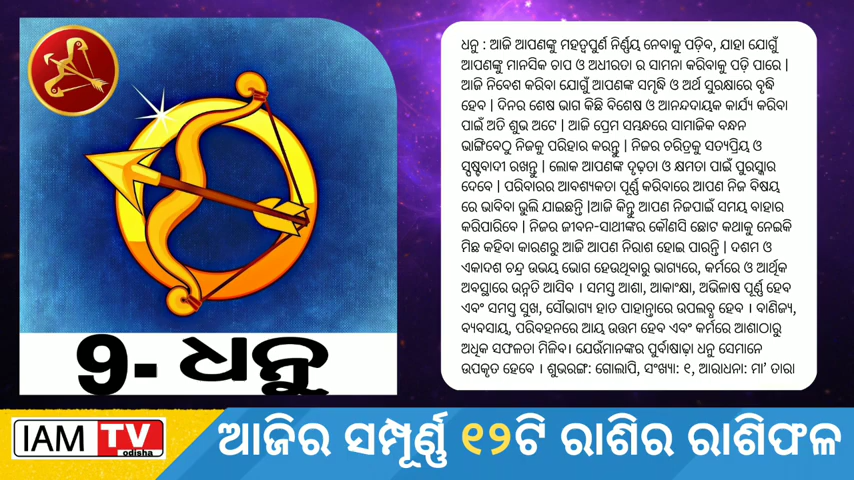 ଧନୁ : ଆଜି ଆପଣଙ୍କୁ ମହତ୍ୱପୁର୍ଣ ନିର୍ଣ୍ଣୟ ନେବାକୁ ପଡ଼ିବ, ଯାହା ଯୋଗୁଁ
ଆପଣଙ୍କୁ ମାନସିକ ଚାପ ଓ ଅଧୀରତା ର ସାମନା କରିବାକୁ ପଡ଼ି ପାରେ |
ଆଜି ନିବେଶ କରିବା ଯୋଗୁଁ ଆପଣଙ୍କ ସମୃଦ୍ଧି ଓ ଅର୍ଥ ସୁରକ୍ଷାରେ ବୃଦ୍ଧି
ହେବ | ଦିନର ଶେଷ ଭାଗ କିଛି ବିଶେଷ ଓ ଆନନ୍ଦଦାୟକ କାର୍ଯ୍ୟ କରିବା
ପାଇଁ ଅତି ଶୁଭ ଅଟେ | ଆଜି ପ୍ରେମ ସମ୍ବନ୍ଧରେ ସାମାଜିକ ବନ୍ଧନ
ଭାଙ୍ଗିବେଠୁ ନିଜକୁ ପରିହାର କରନ୍ତୁ | ନିଜର ଚରିତ୍ରକୁ ସତ୍ୟପ୍ରିୟ ଓ
ସ୍ପଷ୍ଟବାଦୀ ରଖନ୍ତୁ | ଲୋକ ଆପଣଙ୍କ ଦୃଢ଼ତା ଓ କ୍ଷମତା ପାଇଁ ପୁରସ୍କାର
ଦେବେ | ପରିବାରର ଆବଶ୍ୟକତା ପୂର୍ଣ୍ଣ କରିବାରେ ଆପଣ ନିଜ ବିଷୟ
ରେ ଭାବିବା ଭୁଲି ଯାଇଛନ୍ତି |ଆଜି କିନ୍ତୁ ଆପଣ ନିଜପାଇଁ ସମୟ ବାହାର
କରିପାରିବେ | ନିଜର ଜୀବନ-ସାଥୀଙ୍କର କୌଣସି ଛୋଟ କଥାକୁ ନେଇକି
ମିଛ କହିବା କାରଣରୁ ଆଜି ଆପଣ ନିରାଶ ହୋଇ ପାରନ୍ତି | ଦଶମ ଓ
ଏକାଦଶ ଚନ୍ଦ୍ର ଉଭୟ ଭୋଗ ହେଉଥିବାରୁ ଭାଗ୍ୟରେ, କର୍ମରେ ଓ ଆର୍ଥିକ
ଅବସ୍ଥାରେ ଉନ୍ନତି ଆସିବ । ସମସ୍ତ ଆଶା, ଆକାଂକ୍ଷା, ଅଭିଳାଷ ପୂର୍ଣ୍ଣ ହେବ
ଏବଂ ସମସ୍ତ ସୁଖ, ସୌଭାଗ୍ୟ ହାତ ପାହାନ୍ତାରେ ଉପଲବ୍ଧ ହେବ । ବାଣିଜ୍ୟ,
ବ୍ୟବସାୟ, ପରିବହନରେ ଆୟ ଉତ୍ତମ ହେବ ଏବଂ କର୍ମରେ ଆଶାଠାରୁ
ଅଧିକ ସଫଳତା ମିଳିବ। ଯେଉଁମାନଙ୍କର ପୂର୍ବାଷାଢ଼ା ଧନୁ ସେମାନେ
ଉପକୃତ ହେବେ । ଶୁଭରଙ୍ଗ: ଗୋଲାପି, ସଂଖ୍ୟା: ୧, ଆରାଧନା: ମା' ତାରା
9- ଧନୁ
IAM TV
odisha
ଆଜିର ସମ୍ପୂର୍ଣ୍ଣ ୧୨ଟି ରାଶିର ରାଶିଫଳ